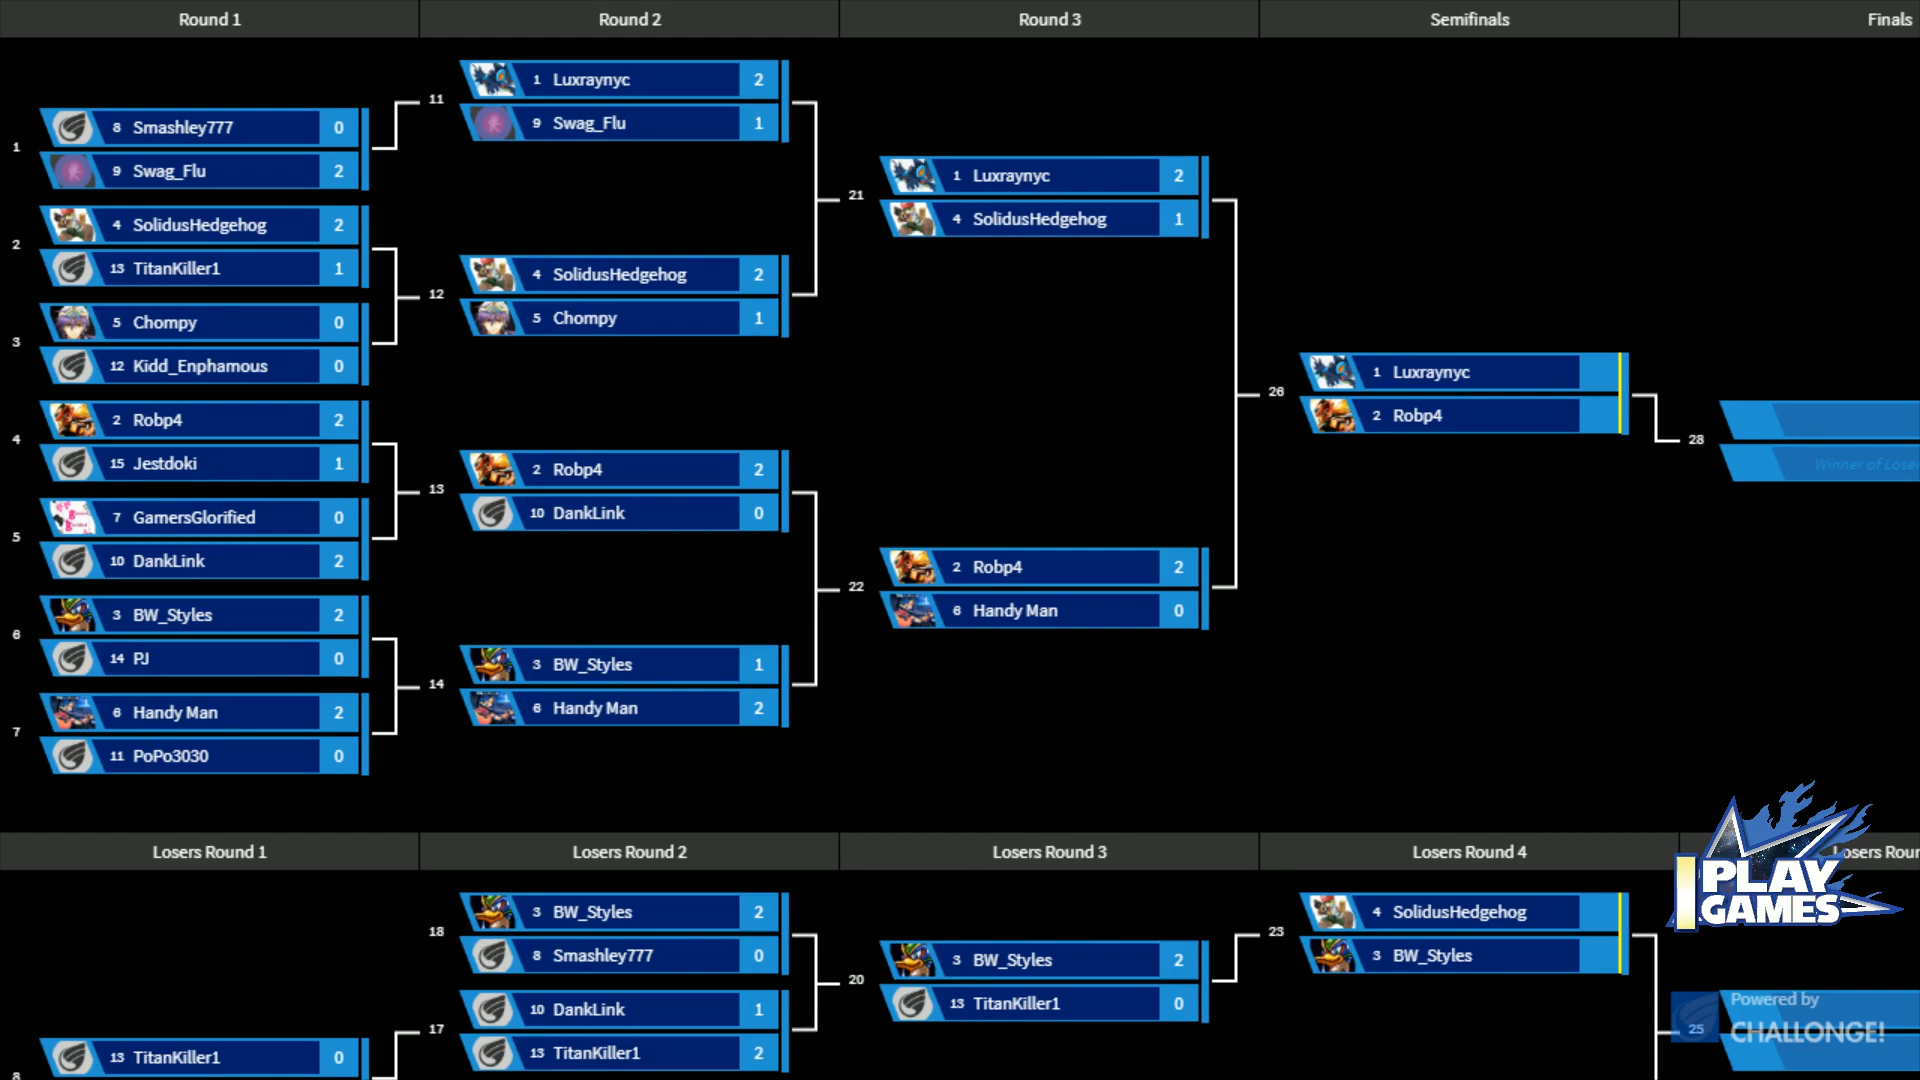 Round 1
Round 2
Round 3
Semifinals
Finals
1
8 Smashley777 0
9 Swag_Flu 2
2
4 SolidusHedgehog 2
13 TitanKiller1 1
3
5 Chompy 0
12 Kidd_Enphamous 0
4
2 Robp4 2
15 Jestdoki 1
5
7 GamersGlorified 0
10 DankLink 2
6
3 BW_Styles 2
14 PJ 0
7
6 Handy Man 2
11 PoPo3030 0
11
1 Luxraynyc 2
9 Swag_Flu 1
12
4 SolidusHedgehog 2
5 Chompy 1
13
2 Robp4 2
10 DankLink 0
14
3 BW_Styles 1
6 Handy Man 2
21
1 Luxraynyc 2
4 SolidusHedgehog 1
22
2 Robp4 2
6 Handy Man 0
26
1 Luxraynyc
2 Robp4
28
Winner of Loser
I PLAY
GAMES
Losers Round 1
Losers Round 2
Losers Round 3
Losers Round 4
Losers Roun
8
13 TitanKiller1 0
18
3 BW_Styles 2
8 Smashley777 0
17
10 DankLink 1
13 TitanKiller1 2
20
3 BW_Styles 2
13 TitanKiller1 0
23
4 SolidusHedgehog
3 BW_Styles
25
Powered by
CHALLONGE!